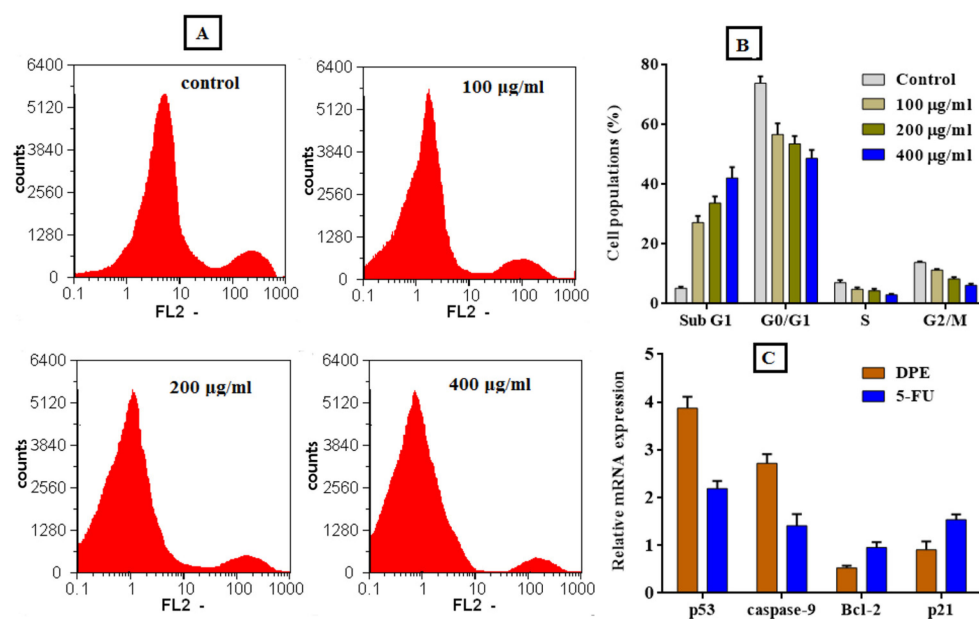 A
6400
5120
3840
2560
1280
0
counts
control
0.1 1 10 100 1000
FL2 -
6400
5120
3840
2560
1280
0
counts
100 µg/ml
0.1 1 10 100 1000
FL2 -
6400
5120
3840
2560
1280
0
counts
200 µg/ml
0.1 1 10 100 1000
FL2 -
6400
5120
3840
2560
1280
0
counts
400 µg/ml
0.1 1 10 100 1000
FL2 -
B
Cell populations (%)
80
60
40
20
0
Control
100 µg/ml
200 µg/ml
400 µg/ml
Sub G1 G0/G1 S G2/M
C
Relative mRNA expression
5
4
3
2
1
0
DPE
5-FU
p53 caspase-9 Bcl-2 p21